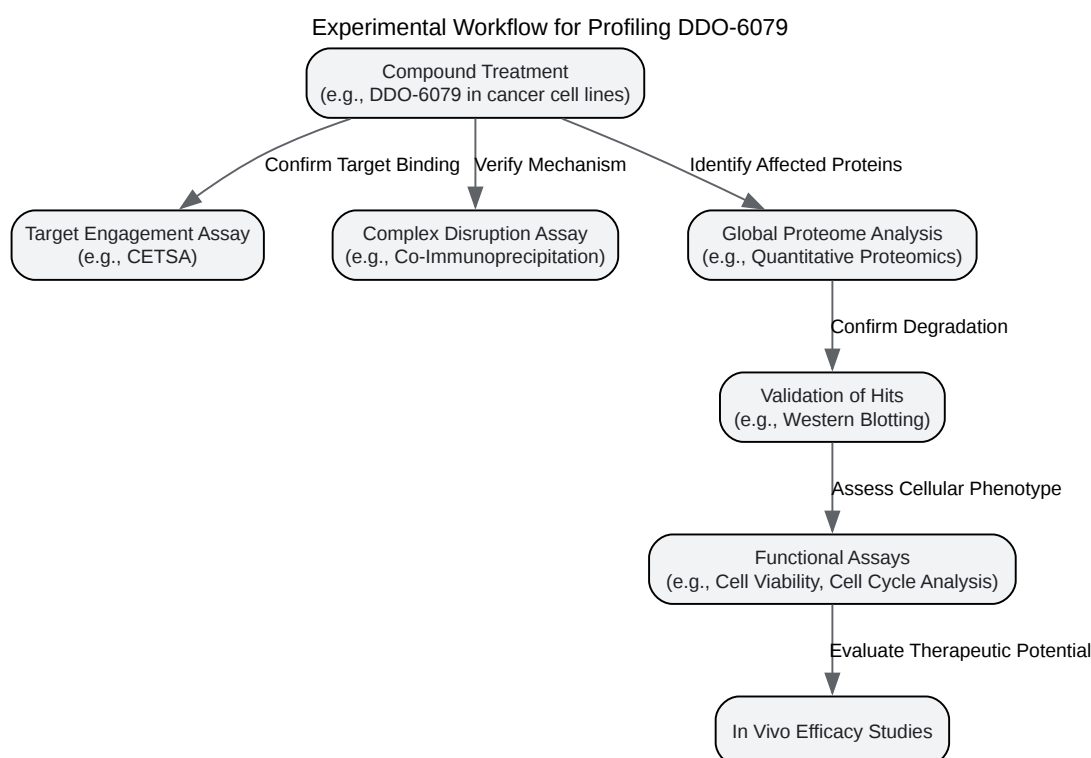 Experimental Workflow for Profiling DDO-6079
Compound Treatment
(e.g., DDO-6079 in cancer cell lines)
Confirm Target Binding
Verify Mechanism
Identify Affected Proteins
Target Engagement Assay
(e.g., CETSA)
Complex Disruption Assay
(e.g., Co-Immunoprecipitation)
Global Proteome Analysis
(e.g., Quantitative Proteomics)
Confirm Degradation
Validation of Hits
(e.g., Western Blotting)
Assess Cellular Phenotype
Functional Assays
(e.g., Cell Viability, Cell Cycle Analysis)
Evaluate Therapeutic Potential
In Vivo Efficacy Studies